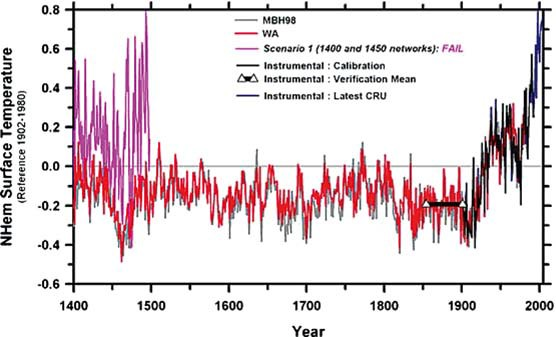 0.8
0.6
0.4
0.2
0.0
-0.2
-0.4
-0.6
NHem Surface Temperature
(Reference 1902-1980)
MBH98
WA
Scenario 1 (1400 and 1450 networks): FAIL
Instrumental : Calibration
Instrumental : Verification Mean
Instrumental : Latest CRU
1400 1500 1600 1700 1800 1900 2000
Year